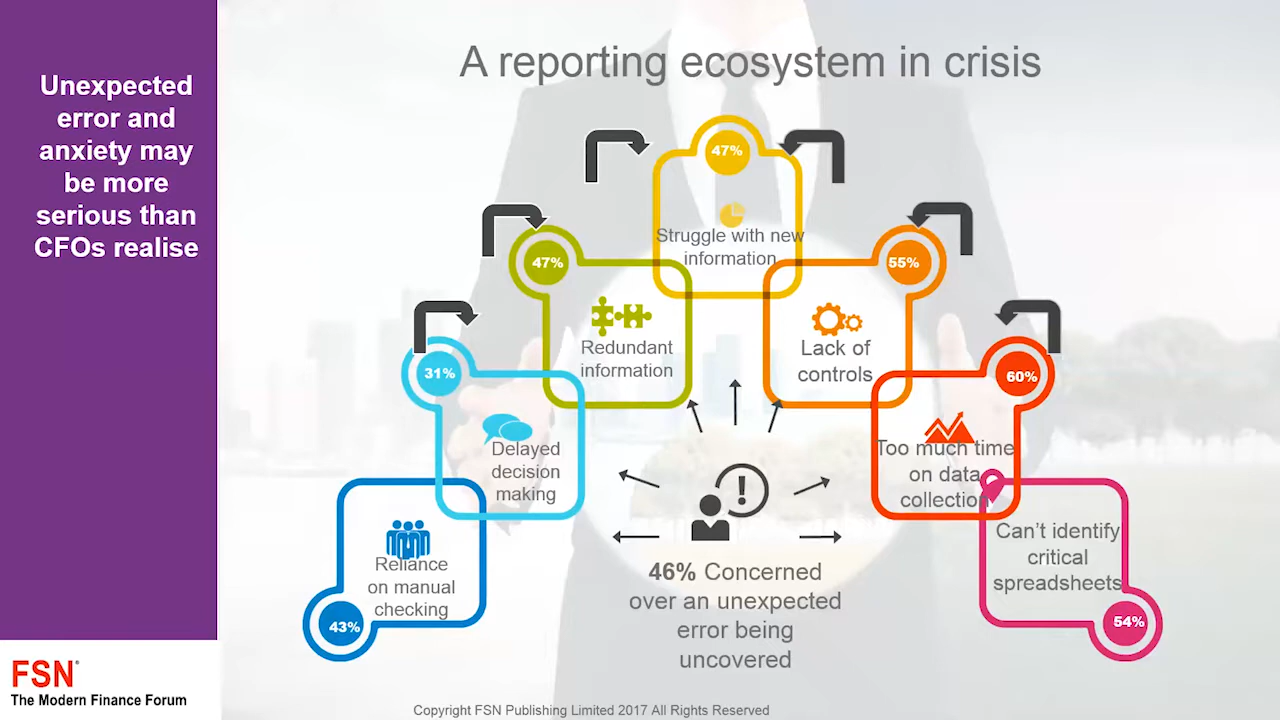 Unexpected
error and
anxiety may
be more
serious than
CFOs realise
A reporting ecosystem in crisis
47%
Struggle with new
information
47%
Redundant
information
55%
Lack of
controls
31%
Delayed
decision
making
60%
Too much time
on data
collection
43%
Reliance
on manual
checking
54%
Can't identify
critical
spreadsheets
!
46% Concerned
over an unexpected
error being
uncovered
FSN®
The Modern Finance Forum
Copyright FSN Publishing Limited 2017 All Rights Reserved